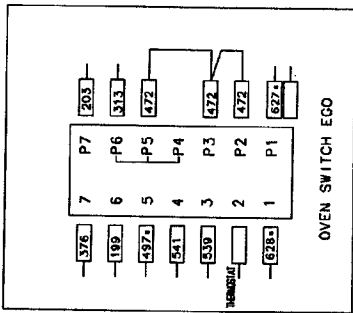 376 7 P7 203
199 6 P6 313
497* 5 P5 472
541 4 P4
539 3 P3 472
THERMOSTAT 2 P2 472
628* 1 P1 627*
OVEN SWITCH EGO